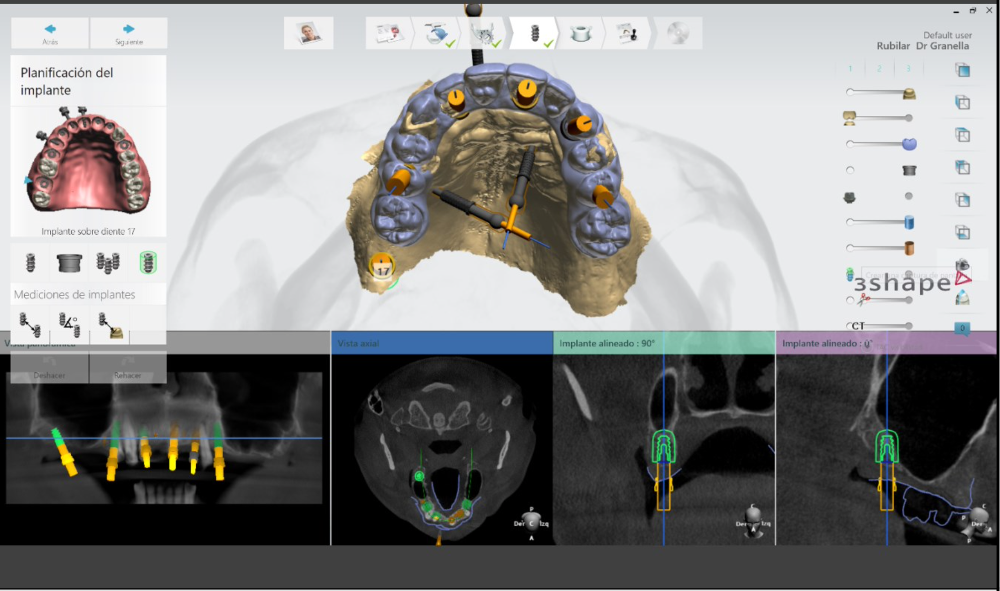 Atrás
Siguiente
Default user
Rubilar Dr Granella
Planificación del
implante
1 2 3
Implante sobre diente 17
17
Mediciones de implantes
3shape
CT
0
Vista panorámica
Vista axial
Implante alineado : 90°
Implante alineado : 0°
Deshacer
Rehacer
P
Der C Izq
A
C
Der Izq
A
C
P Der A
P